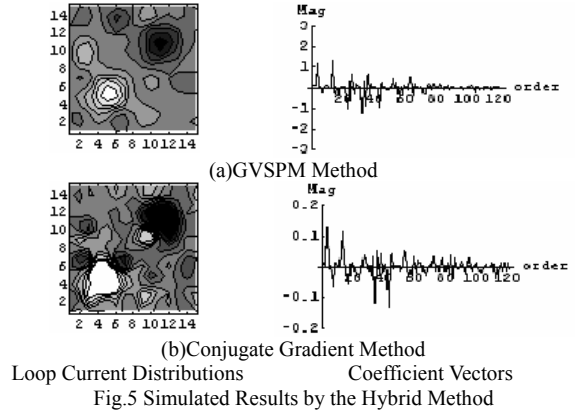 14
12
10
8
6
4
2
2 4 6 8 10 12 14
Mag
3
2
1
-1
-2
-3
20 40 60 80 100 120 order
(a)GVSPM Method
14
12
10
8
6
4
2
2 4 6 8 10 12 14
Mag
0.2
0.1
-0.1
-0.2
20 40 60 80 100 120 order
(b)Conjugate Gradient Method
Loop Current Distributions Coefficient Vectors
Fig.5 Simulated Results by the Hybrid Method